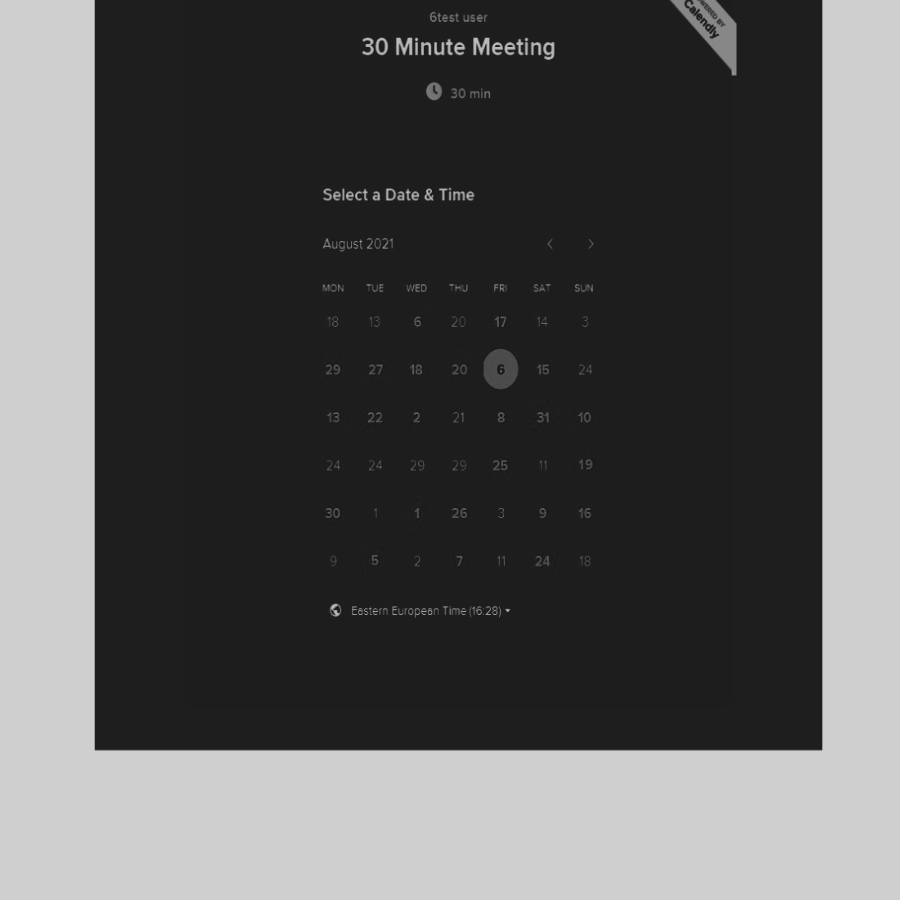 6test user
POWERED BY
Calendly
30 Minute Meeting
30 min
Select a Date & Time
August 2021
MON TUE WED THU FRI SAT SUN
18 13 6 20 17 14 3
29 27 18 20 6 15 24
13 22 2 21 8 31 10
24 24 29 29 25 11 19
30 1 1 26 3 9 16
9 5 2 7 11 24 18
Eastern European Time (16:28)